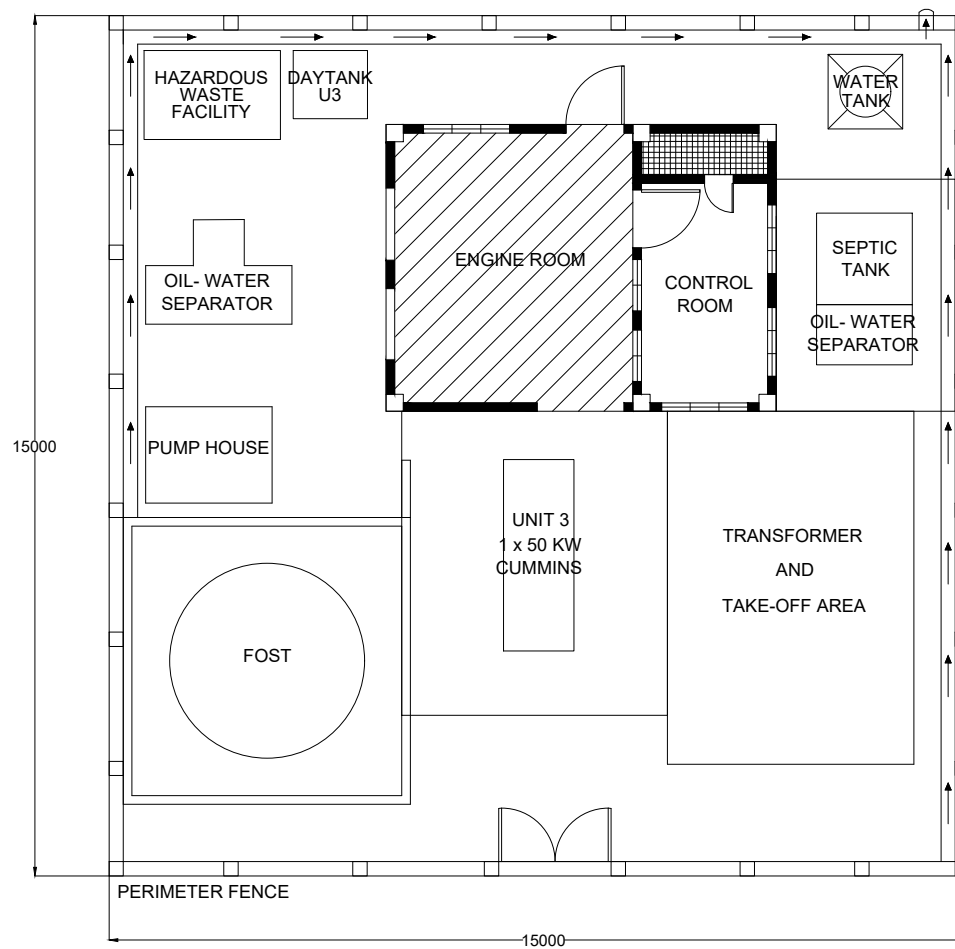 HAZARDOUS
WASTE
FACILITY
DAYTANK
U3
WATER
TANK
ENGINE ROOM
SEPTIC
TANK
OIL- WATER
SEPARATOR
CONTROL
ROOM
OIL- WATER
SEPARATOR
15000
PUMP HOUSE
UNIT 3
1 x 50 KW
CUMMINS
TRANSFORMER
AND
TAKE-OFF AREA
FOST
PERIMETER FENCE
15000